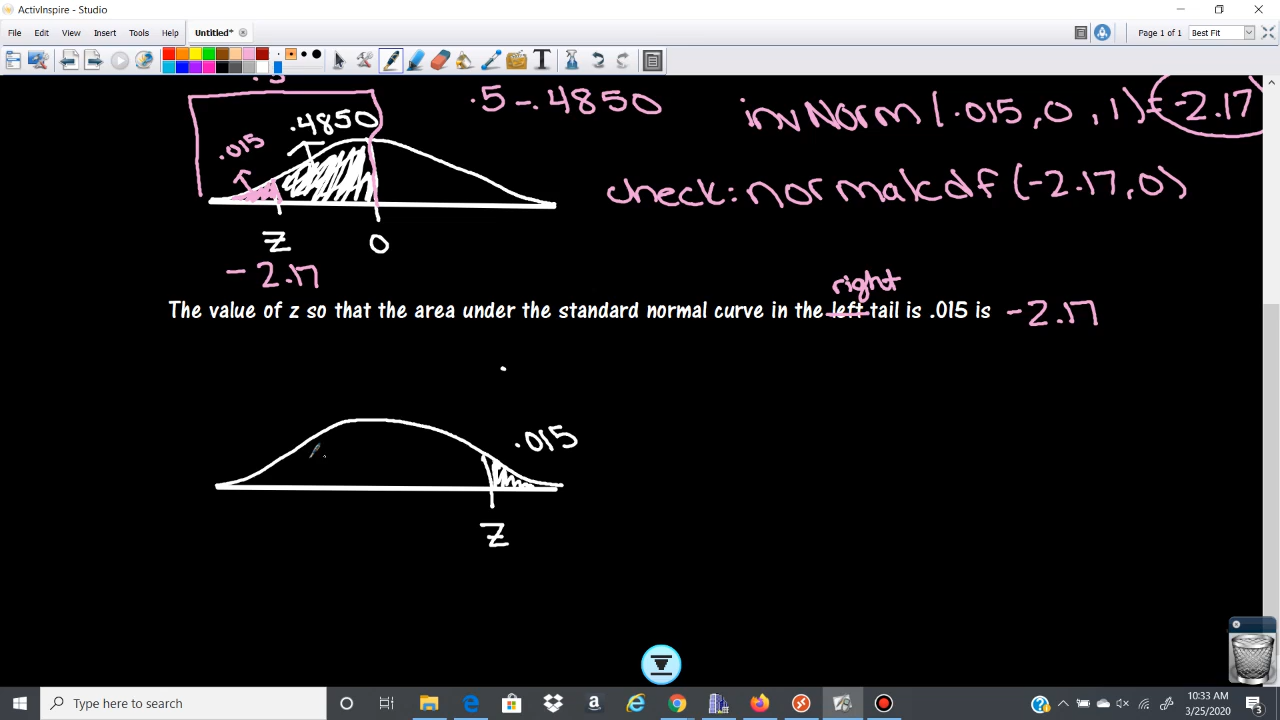 ActivInspire - Studio
File Edit View Insert Tools Help Untitled* Page 1 of 1 Best Fit
.5
.5 - .4850
invNorm (.015, 0, 1) = -2.17
.4850
.015
check: normalcdf (-2.17, 0)
z 0
-2.17
right
The value of z so that the area under the standard normal curve in the left tail is .015 is -2.17
.015
z
Type here to search
10:33 AM
3/25/2020
3